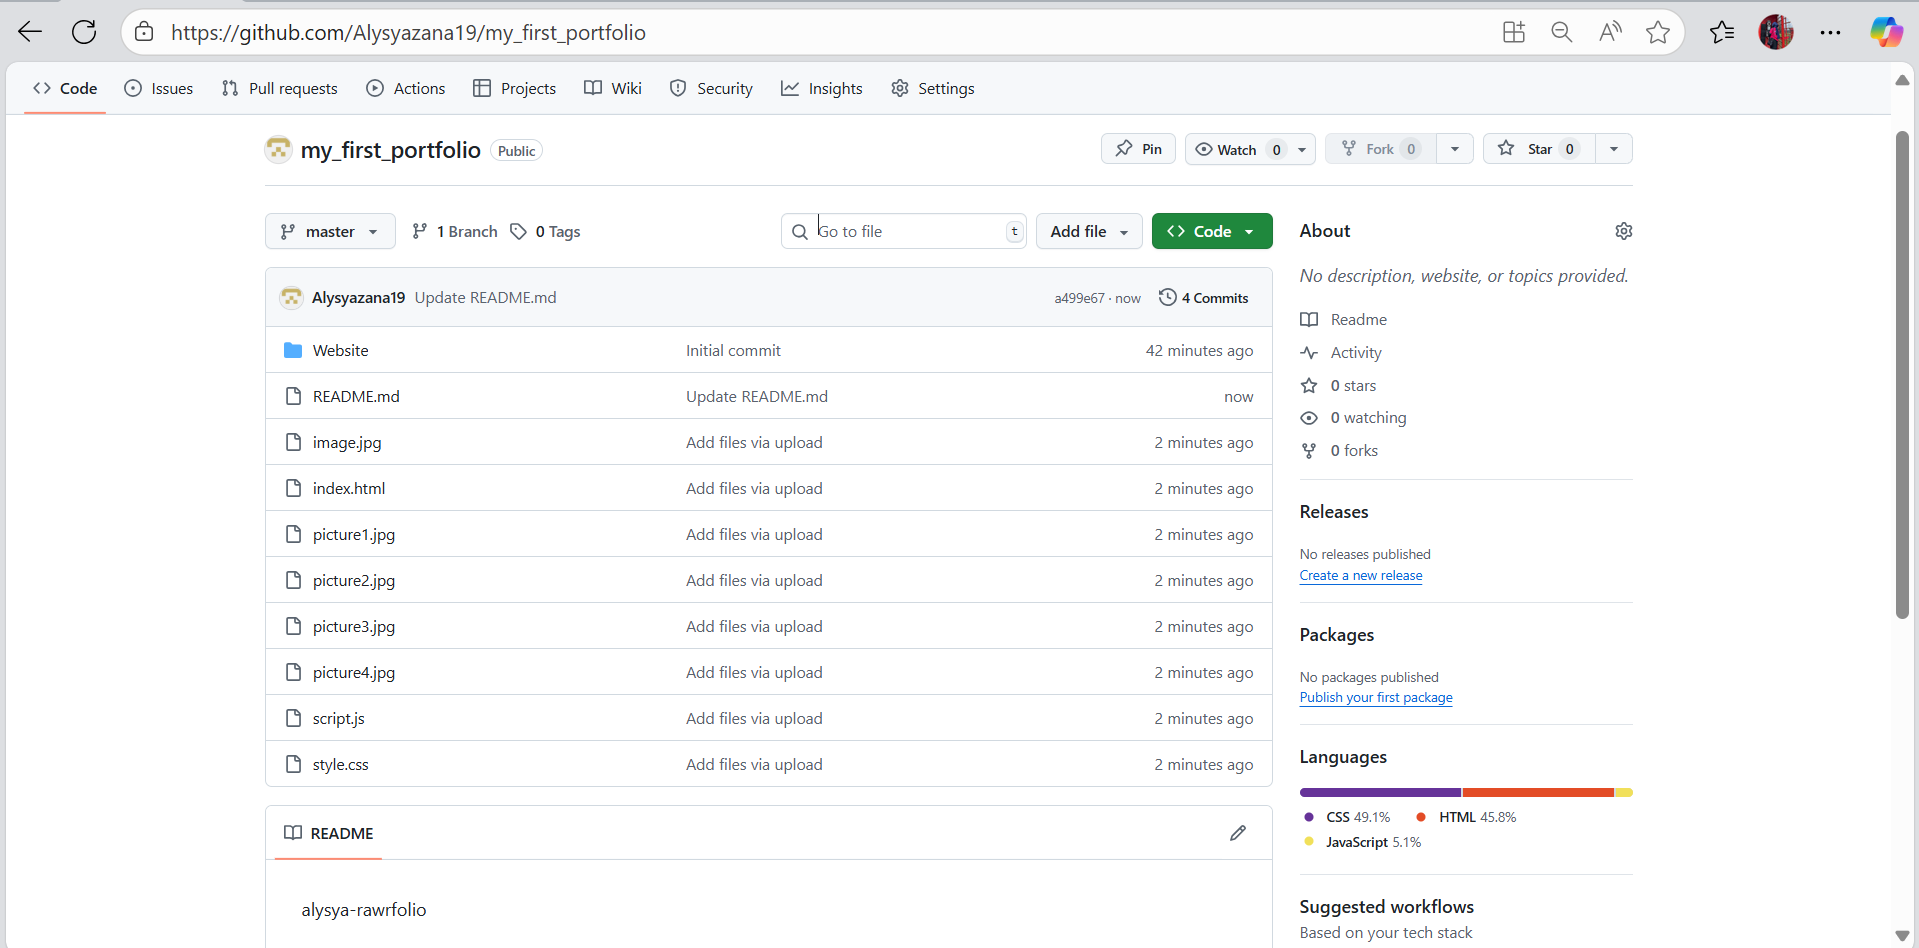 https://github.com/Alysyazana19/my_first_portfolio
Code Issues Pull requests Actions Projects Wiki Security Insights Settings
my_first_portfolio Public
Pin Watch 0 Fork 0 Star 0
master 1 Branch 0 Tags Go to file t Add file Code
Alysyazana19 Update README.md a499e67 · now 4 Commits
Website Initial commit 42 minutes ago
README.md Update README.md now
image.jpg Add files via upload 2 minutes ago
index.html Add files via upload 2 minutes ago
picture1.jpg Add files via upload 2 minutes ago
picture2.jpg Add files via upload 2 minutes ago
picture3.jpg Add files via upload 2 minutes ago
picture4.jpg Add files via upload 2 minutes ago
script.js Add files via upload 2 minutes ago
style.css Add files via upload 2 minutes ago
README
alysya-rawrfolio
About
No description, website, or topics provided.
Readme
Activity
0 stars
0 watching
0 forks
Releases
No releases published
Create a new release
Packages
No packages published
Publish your first package
Languages
CSS 49.1% HTML 45.8%
JavaScript 5.1%
Suggested workflows
Based on your tech stack